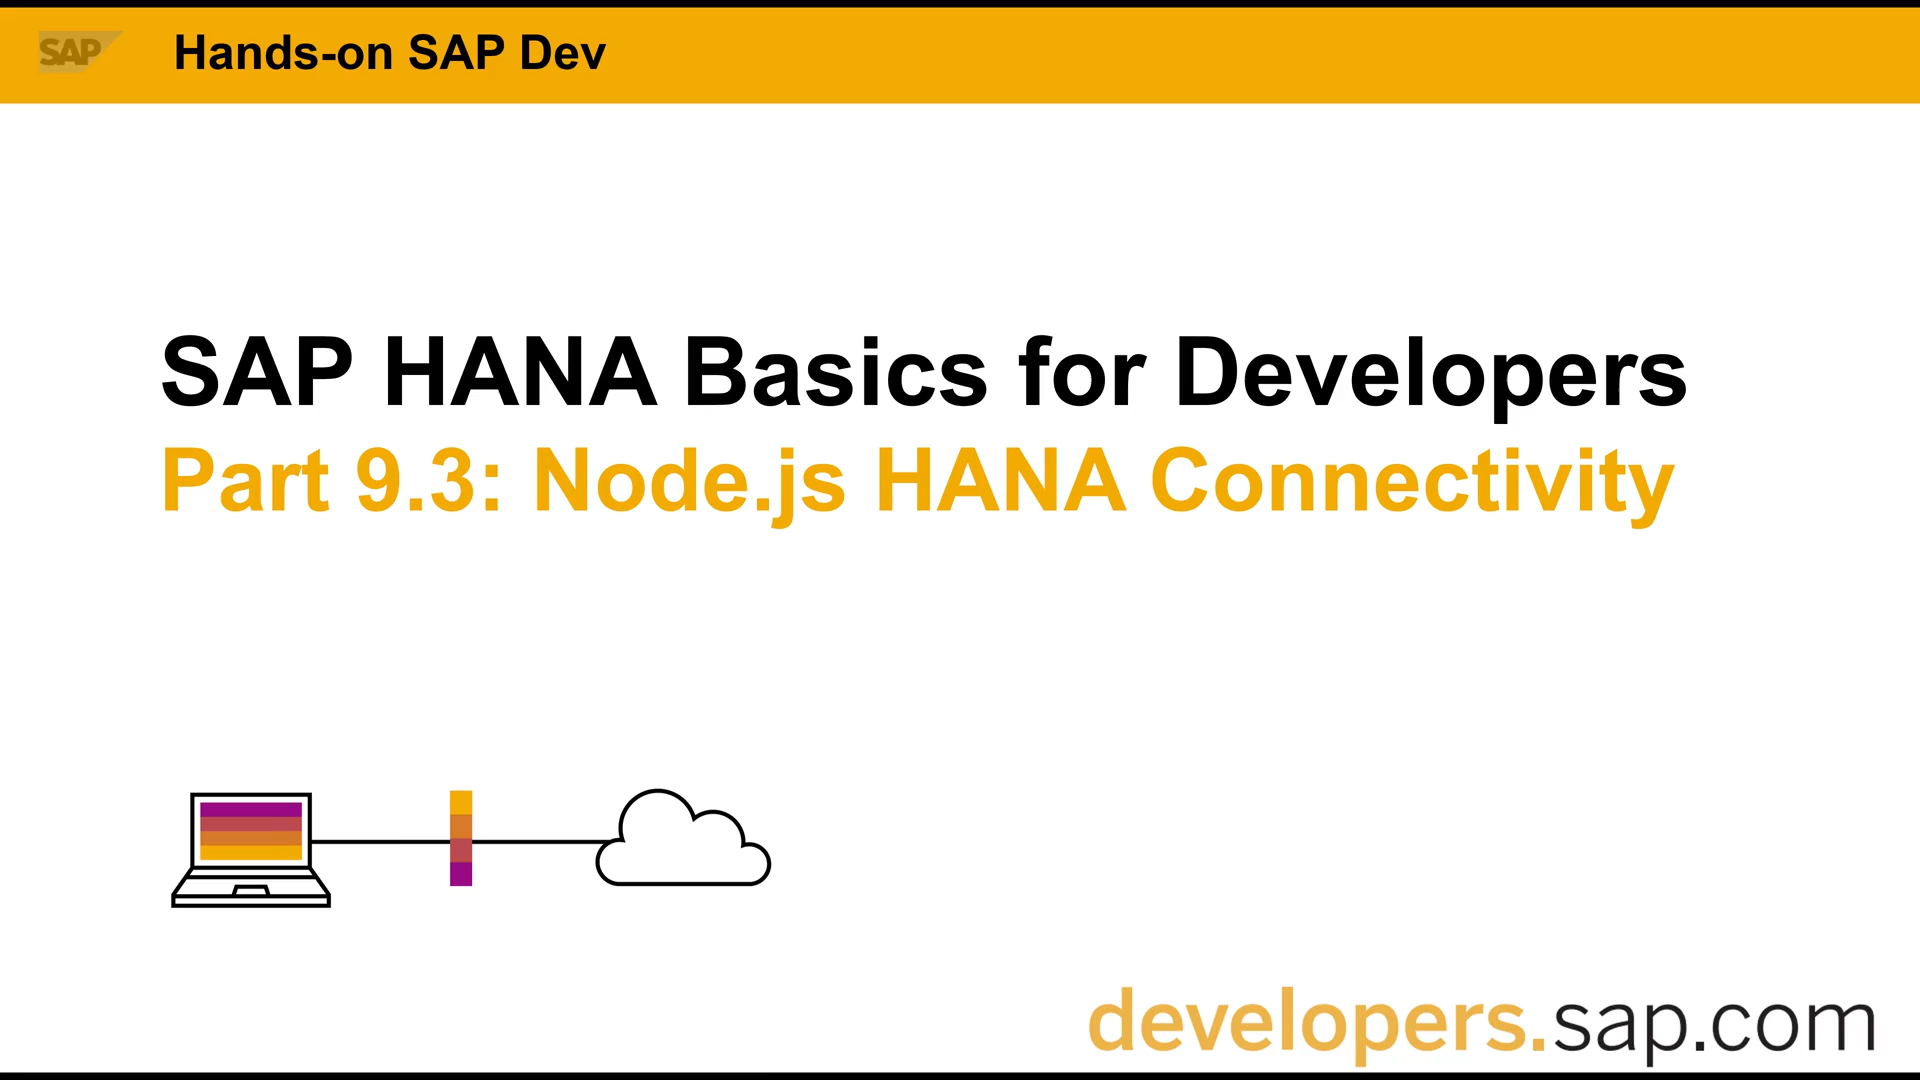 SAP
Hands-on SAP Dev
SAP HANA Basics for Developers
Part 9.3: Node.js HANA Connectivity
developers.sap.com